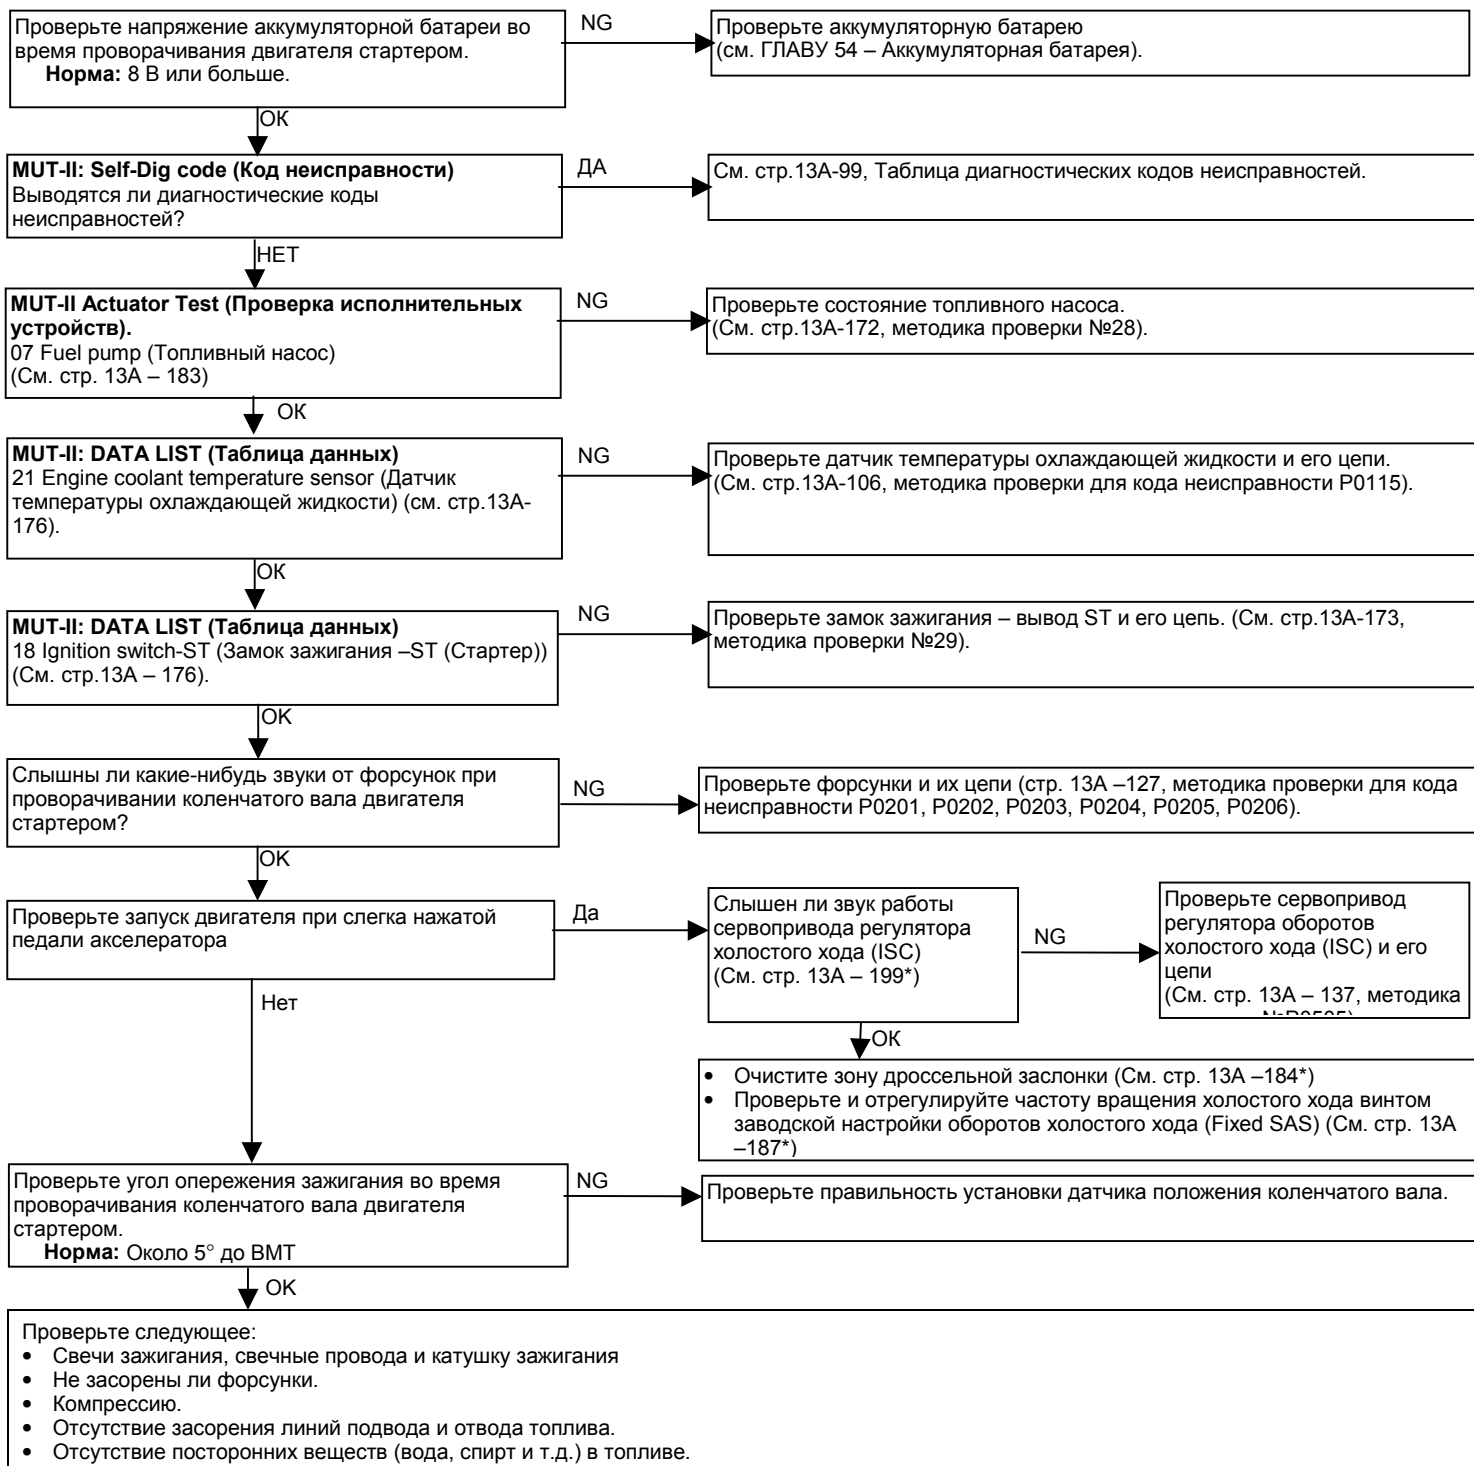 Проверьте напряжение аккумуляторной батареи во
время проворачивания двигателя стартером.
Норма: 8 В или больше.
NG
Проверьте аккумуляторную батарею
(см. ГЛАВУ 54 – Аккумуляторная батарея).
ОК
MUT-II: Self-Dig code (Код неисправности)
Выводятся ли диагностические коды
неисправностей?
ДА
См. стр.13А-99, Таблица диагностических кодов неисправностей.
НЕТ
MUT-II Actuator Test (Проверка исполнительных
устройств).
07 Fuel pump (Топливный насос)
(См. стр. 13А – 183)
NG
Проверьте состояние топливного насоса.
(См. стр.13А-172, методика проверки №28).
ОК
MUT-II: DATA LIST (Таблица данных)
21 Engine coolant temperature sensor (Датчик
температуры охлаждающей жидкости) (см. стр.13А-
176).
NG
Проверьте датчик температуры охлаждающей жидкости и его цепи.
(См. стр.13А-106, методика проверки для кода неисправности Р0115).
ОК
MUT-II: DATA LIST (Таблица данных)
18 Ignition switch-ST (Замок зажигания –ST (Стартер))
(См. стр.13А – 176).
NG
Проверьте замок зажигания – вывод ST и его цепь. (См. стр.13А-173,
методика проверки №29).
OK
Слышны ли какие-нибудь звуки от форсунок при
проворачивании коленчатого вала двигателя
стартером?
NG
Проверьте форсунки и их цепи (стр. 13А –127, методика проверки для кода
неисправности Р0201, Р0202, Р0203, Р0204, Р0205, Р0206).
OK
Проверьте запуск двигателя при слегка нажатой
педали акселератора
Да
Слышен ли звук работы
сервопривода регулятора
холостого хода (ISC)
(См. стр. 13А – 199*)
NG
Проверьте сервопривод
регулятора оборотов
холостого хода (ISC) и его
цепи
(См. стр. 13А – 137, методика
Нет
ОК
• Очистите зону дроссельной заслонки (См. стр. 13А –184*)
• Проверьте и отрегулируйте частоту вращения холостого хода винтом
заводской настройки оборотов холостого хода (Fixed SAS) (См. стр. 13А
–187*)
Проверьте угол опережения зажигания во время
проворачивания коленчатого вала двигателя
стартером.
Норма: Около 5° до ВМТ
NG
Проверьте правильность установки датчика положения коленчатого вала.
OK
Проверьте следующее:
• Свечи зажигания, свечные провода и катушку зажигания
• Не засорены ли форсунки.
• Компрессию.
• Отсутствие засорения линий подвода и отвода топлива.
• Отсутствие посторонних веществ (вода, спирт и т.д.) в топливе.